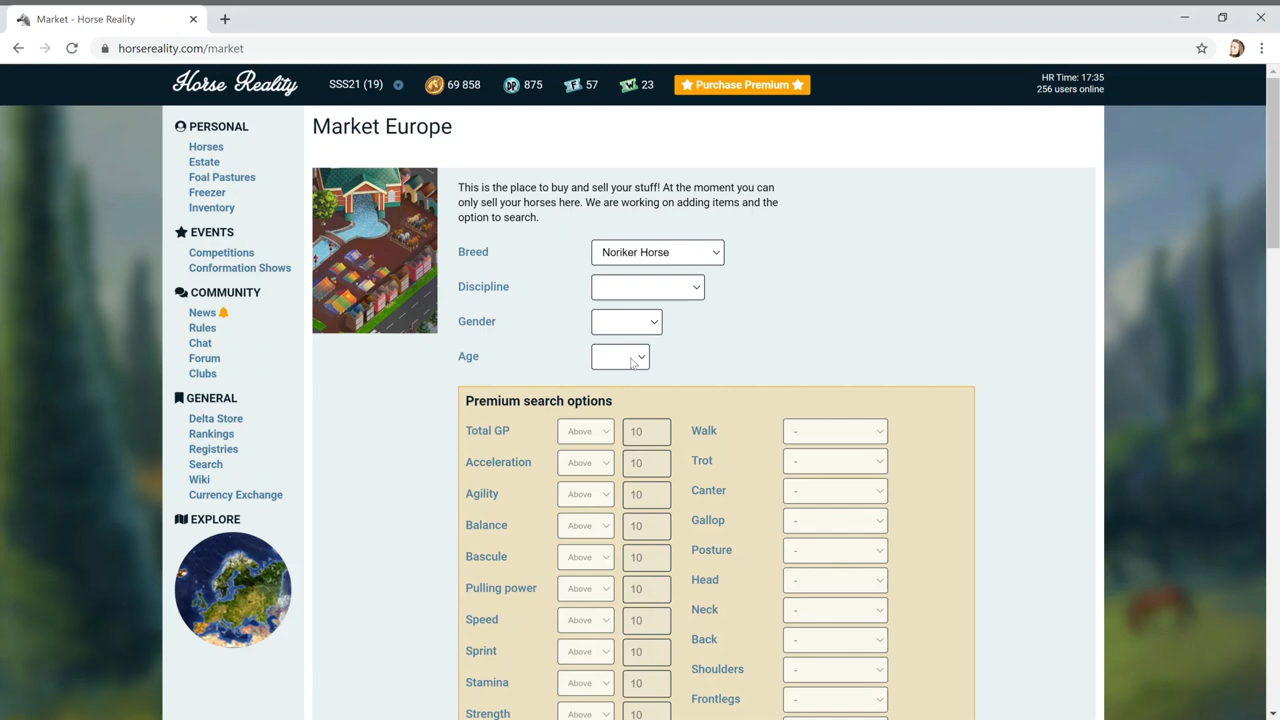 Market - Horse Reality
horsereality.com/market
Horse Reality
SSS21 (19)
69 858
DP 875
57
23
Purchase Premium
HR Time: 17:35
256 users online
PERSONAL
Horses
Estate
Foal Pastures
Freezer
Inventory
EVENTS
Competitions
Conformation Shows
COMMUNITY
News
Rules
Chat
Forum
Clubs
GENERAL
Delta Store
Rankings
Registries
Search
Wiki
Currency Exchange
EXPLORE
Market Europe
This is the place to buy and sell your stuff! At the moment you can
only sell your horses here. We are working on adding items and the
option to search.
Breed Noriker Horse
Discipline
Gender
Age
Premium search options
Total GP Above 10 Walk -
Acceleration Above 10 Trot -
Agility Above 10 Canter -
Balance Above 10 Gallop -
Bascule Above 10 Posture -
Pulling power Above 10 Head -
Speed Above 10 Neck -
Sprint Above 10 Back -
Stamina Above 10 Shoulders -
Strength Above 10 Frontlegs -